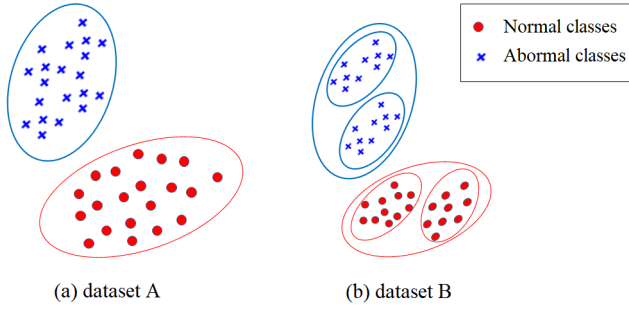 Normal classes
Abormal classes
(a) dataset A
(b) dataset B